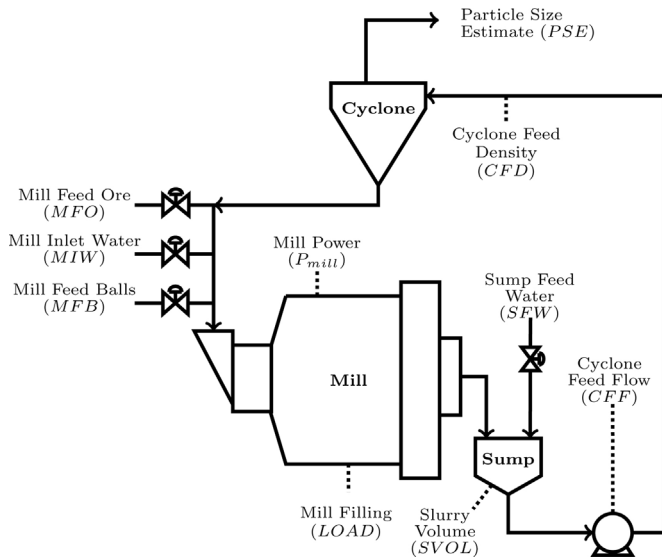 Particle Size
Estimate (PSE)
Cyclone
Cyclone Feed
Density
(CFD)
Mill Feed Ore
(MFO)
Mill Inlet Water
(MIW)
Mill Feed Balls
(MFB)
Mill Power
(P_mill)
Sump Feed
Water
(SFW)
Cyclone
Feed Flow
(CFF)
Mill
Sump
Mill Filling
(LOAD)
Slurry
Volume
(SVOL)